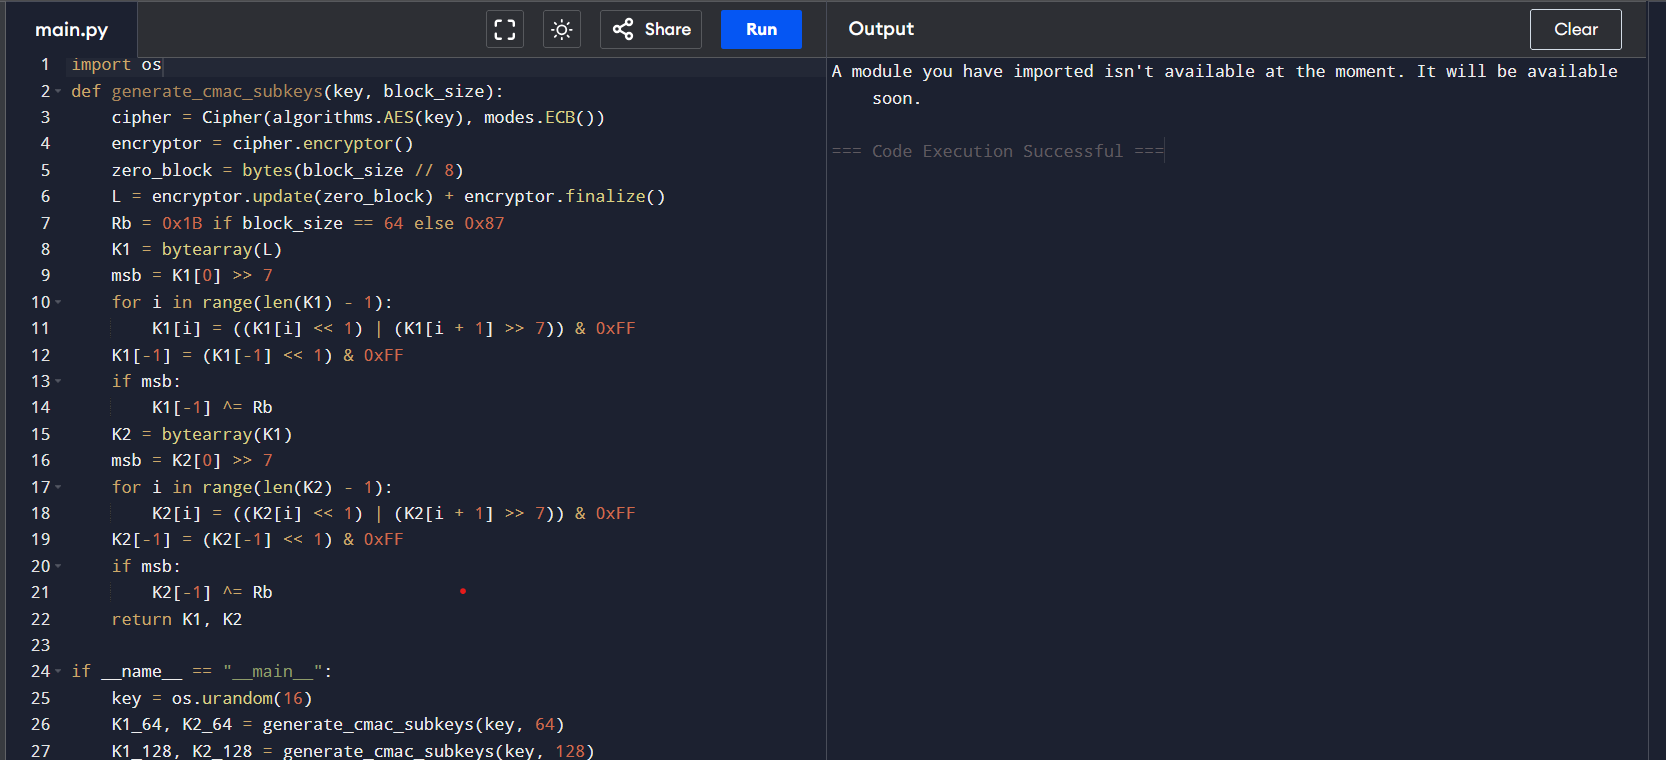 main.py
Share
Run
Output
Clear
1 import os
2 def generate_cmac_subkeys(key, block_size):
3     cipher = Cipher(algorithms.AES(key), modes.ECB())
4     encryptor = cipher.encryptor()
5     zero_block = bytes(block_size // 8)
6     L = encryptor.update(zero_block) + encryptor.finalize()
7     Rb = 0x1B if block_size == 64 else 0x87
8     K1 = bytearray(L)
9     msb = K1[0] >> 7
10     for i in range(len(K1) - 1):
11         K1[i] = ((K1[i] << 1) | (K1[i + 1] >> 7)) & 0xFF
12     K1[-1] = (K1[-1] << 1) & 0xFF
13     if msb:
14         K1[-1] ^= Rb
15     K2 = bytearray(K1)
16     msb = K2[0] >> 7
17     for i in range(len(K2) - 1):
18         K2[i] = ((K2[i] << 1) | (K2[i + 1] >> 7)) & 0xFF
19     K2[-1] = (K2[-1] << 1) & 0xFF
20     if msb:
21         K2[-1] ^= Rb
22     return K1, K2
23
24 if __name__ == "__main__":
25     key = os.urandom(16)
26     K1_64, K2_64 = generate_cmac_subkeys(key, 64)
27     K1_128, K2_128 = generate_cmac_subkeys(key, 128)
A module you have imported isn't available at the moment. It will be available
soon.
=== Code Execution Successful ===